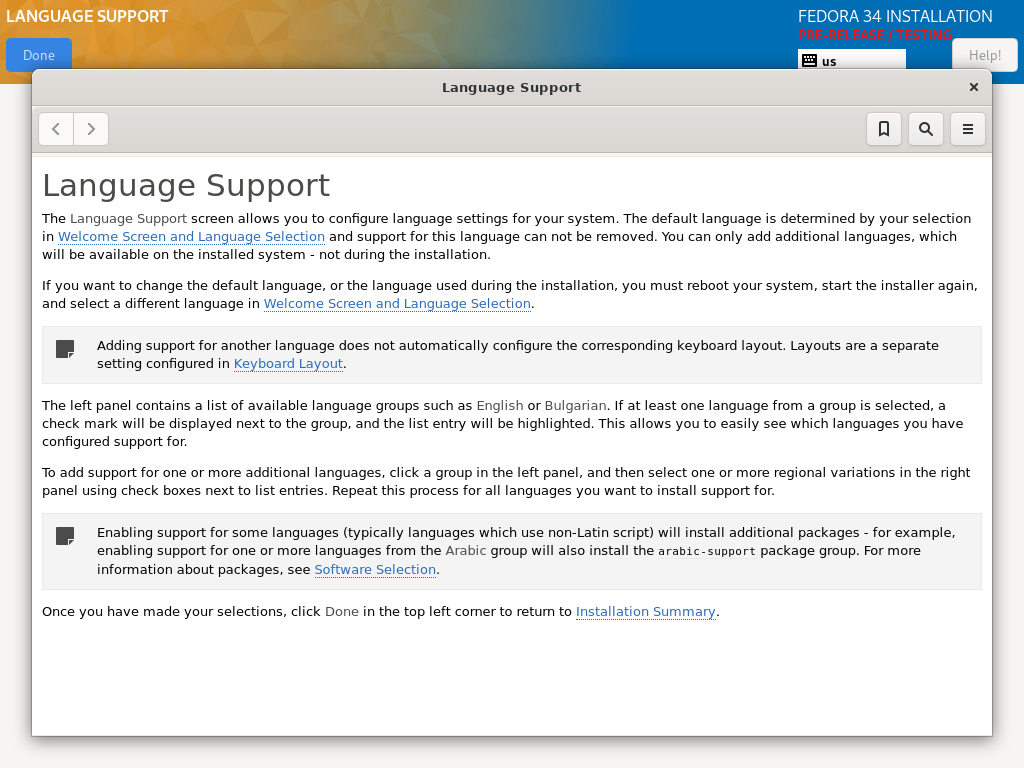 LANGUAGE SUPPORT
FEDORA 34 INSTALLATION
PRE-RELEASE / TESTING
Done
us
Help!
Language Support
Language Support
The Language Support screen allows you to configure language settings for your system. The default language is determined by your selection
in Welcome Screen and Language Selection and support for this language can not be removed. You can only add additional languages, which
will be available on the installed system - not during the installation.
If you want to change the default language, or the language used during the installation, you must reboot your system, start the installer again,
and select a different language in Welcome Screen and Language Selection.
Adding support for another language does not automatically configure the corresponding keyboard layout. Layouts are a separate
setting configured in Keyboard Layout.
The left panel contains a list of available language groups such as English or Bulgarian. If at least one language from a group is selected, a
check mark will be displayed next to the group, and the list entry will be highlighted. This allows you to easily see which languages you have
configured support for.
To add support for one or more additional languages, click a group in the left panel, and then select one or more regional variations in the right
panel using check boxes next to list entries. Repeat this process for all languages you want to install support for.
Enabling support for some languages (typically languages which use non-Latin script) will install additional packages - for example,
enabling support for one or more languages from the Arabic group will also install the arabic-support package group. For more
information about packages, see Software Selection.
Once you have made your selections, click Done in the top left corner to return to Installation Summary.